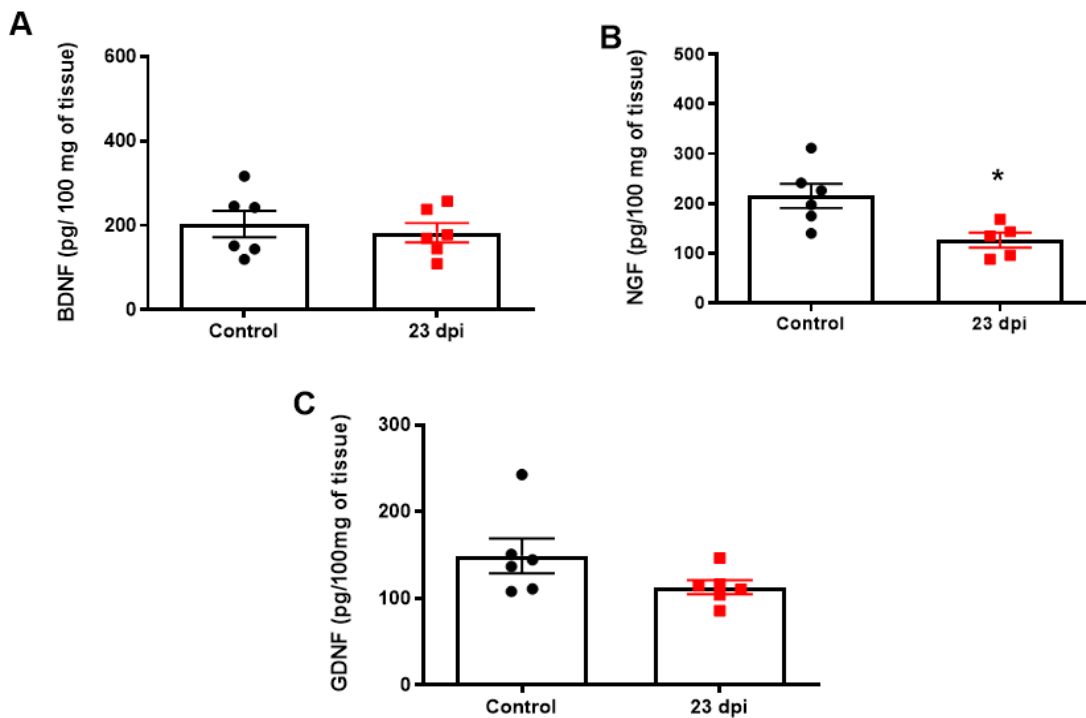 A
BDNF (pg/ 100 mg of tissue)
600
400
200
0
Control 23 dpi
B
NGF (pg/100 mg of tissue)
500
400
300
200
100
0
*
Control 23 dpi
C
GDNF (pg/100mg of tissue)
300
200
100
0
Control 23 dpi